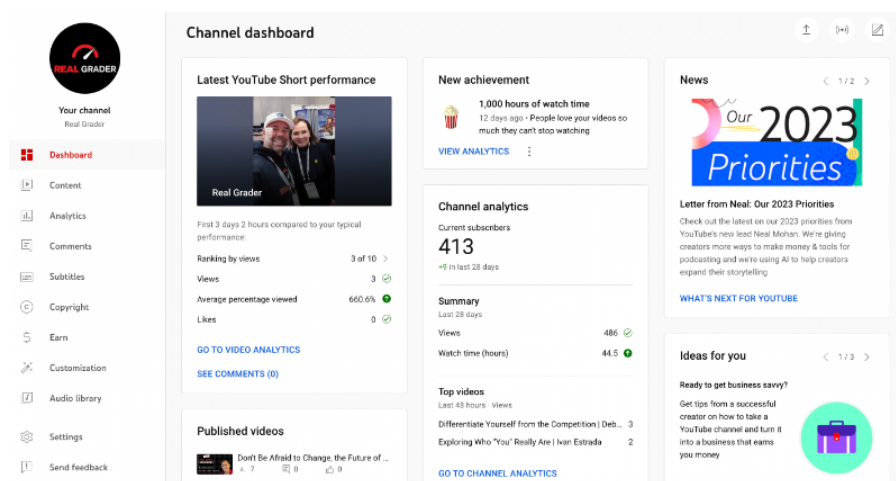 REAL GRADER
Your channel
Real Grader
Dashboard
Content
Analytics
Comments
Subtitles
Copyright
Earn
Customization
Audio library
Settings
Send feedback
Channel dashboard
Latest YouTube Short performance
Real Grader
First 3 days 2 hours compared to your typical
performance:
Ranking by views 3 of 10
Views 3
Average percentage viewed 660.6%
Likes 0
GO TO VIDEO ANALYTICS
SEE COMMENTS (0)
Published videos
Don't Be Afraid to Change, the Future of ...
7 0 0
New achievement
1,000 hours of watch time
12 days ago • People love your videos so
much they can't stop watching
VIEW ANALYTICS
Channel analytics
Current subscribers
413
+9 in last 28 days
Summary
Last 28 days
Views 486
Watch time (hours) 44.5
Top videos
Last 48 hours · Views
Differentiate Yourself from the Competition | Deb... 3
Exploring Who "You" Really Are | Ivan Estrada 2
GO TO CHANNEL ANALYTICS
News
1 / 2
Our 2023
Priorities
Letter from Neal: Our 2023 Priorities
Check out the latest on our 2023 priorities from
YouTube's new lead Neal Mohan. We're giving
creators more ways to make money & tools for
podcasting and we're using AI to help creators
expand their storytelling
WHAT'S NEXT FOR YOUTUBE
Ideas for you
1 / 3
Ready to get business savvy?
Get tips from a successful
creator on how to take a
YouTube channel and turn it
into a business that earns
you money